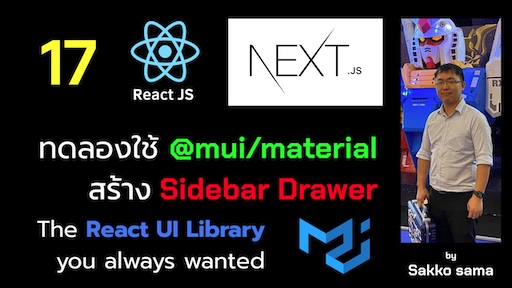 17
React JS
NEXT.JS
RX
ทดลองใช้ @mui/material
สร้าง Sidebar Drawer
The React UI Library
you always wanted
by
Sakko sama